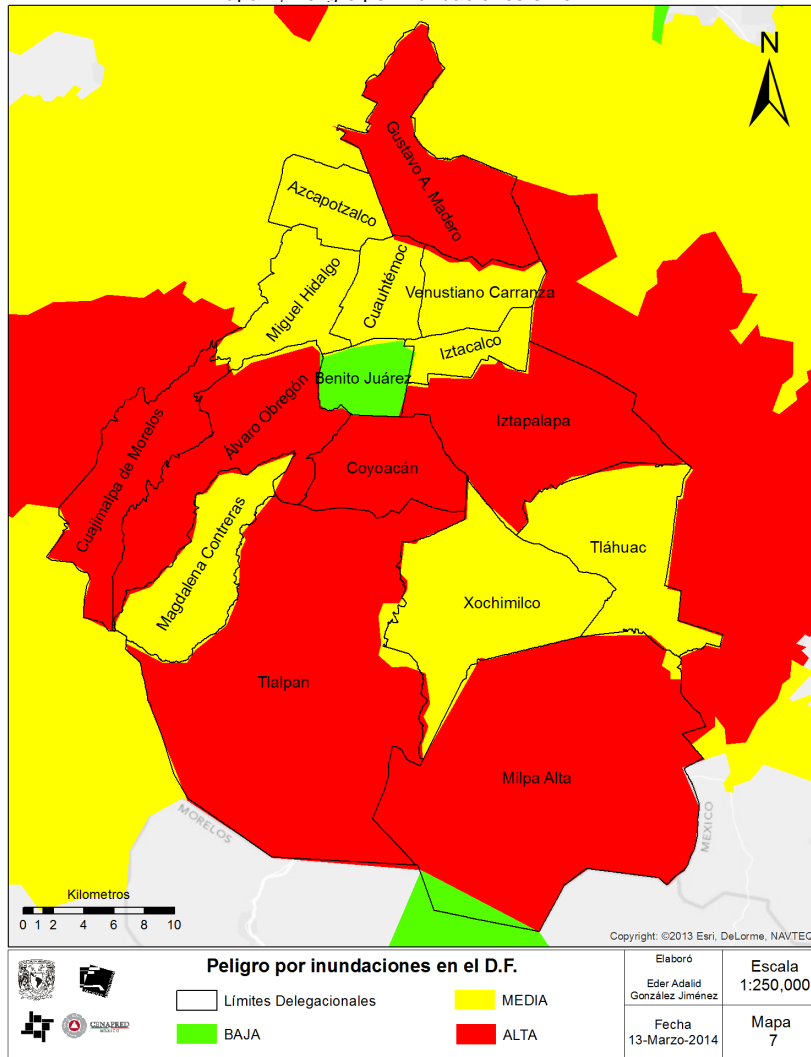 N
Gustavo A. Madero
Azcapotzalco
Miguel Hidalgo
Cuauhtémoc
Venustiano Carranza
Iztacalco
Benito Juárez
Álvaro Obregón
Cuajimalpa de Morelos
Iztapalapa
Coyoacán
Magdalena Contreras
Tláhuac
Xochimilco
Tlalpan
Milpa Alta
MORELOS
MEXICO
Kilometros
0 1 2 4 6 8 10
Copyright: ©2013 Esri, DeLorme, NAVTEQ
Peligro por inundaciones en el D.F.
Límites Delegacionales
MEDIA
BAJA
ALTA
CENAPRED
MÉXICO
Elaboró
Eder Adalid
González Jiménez
Escala
1:250,000
Fecha
13-Marzo-2014
Mapa
7